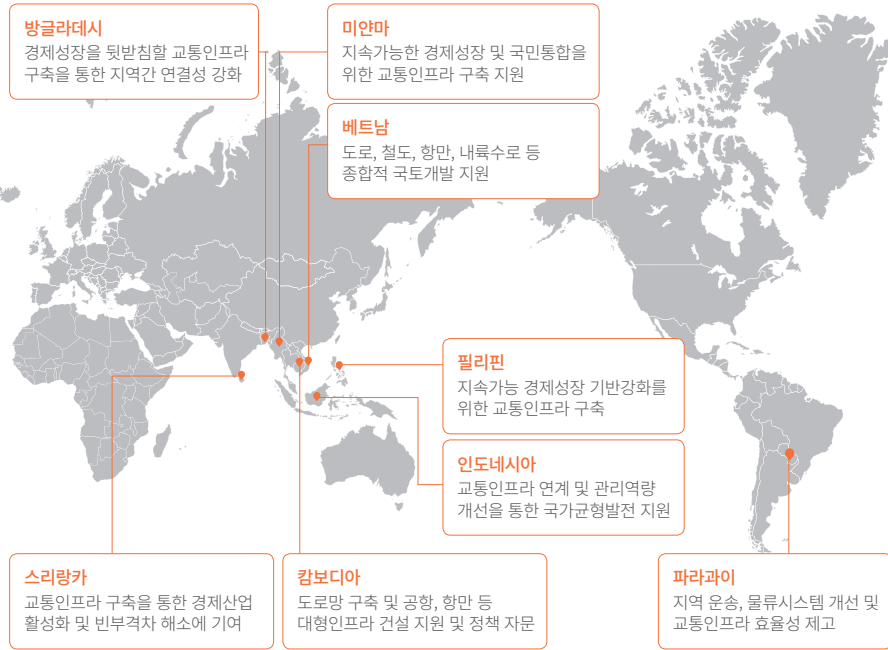 방글라데시
경제성장을 뒷받침할 교통인프라
구축을 통한 지역간 연결성 강화
미얀마
지속가능한 경제성장 및 국민통합을
위한 교통인프라 구축 지원
베트남
도로, 철도, 항만, 내륙수로 등
종합적 국토개발 지원
필리핀
지속가능 경제성장 기반강화를
위한 교통인프라 구축
인도네시아
교통인프라 연계 및 관리역량
개선을 통한 국가균형발전 지원
스리랑카
교통인프라 구축을 통한 경제산업
활성화 및 빈부격차 해소에 기여
캄보디아
도로망 구축 및 공항, 항만 등
대형인프라 건설 지원 및 정책 자문
파라과이
지역 운송, 물류시스템 개선 및
교통인프라 효율성 제고